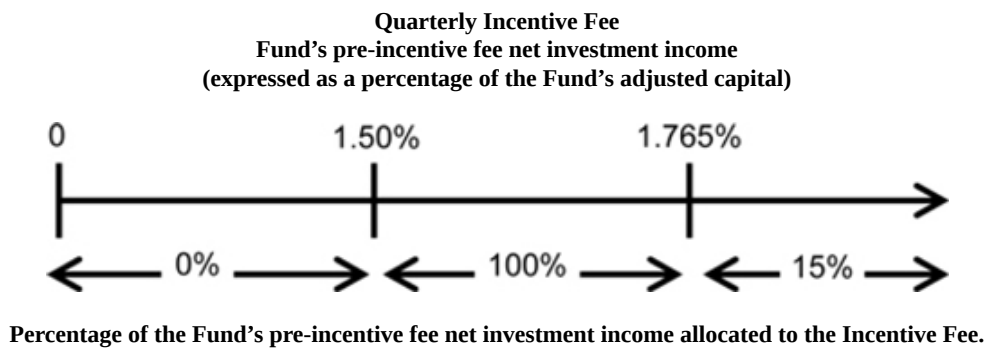 Quarterly Incentive Fee
Fund’s pre-incentive fee net investment income
(expressed as a percentage of the Fund’s adjusted capital)
0 1.50% 1.765%
0% 100% 15%
Percentage of the Fund’s pre-incentive fee net investment income allocated to the Incentive Fee.